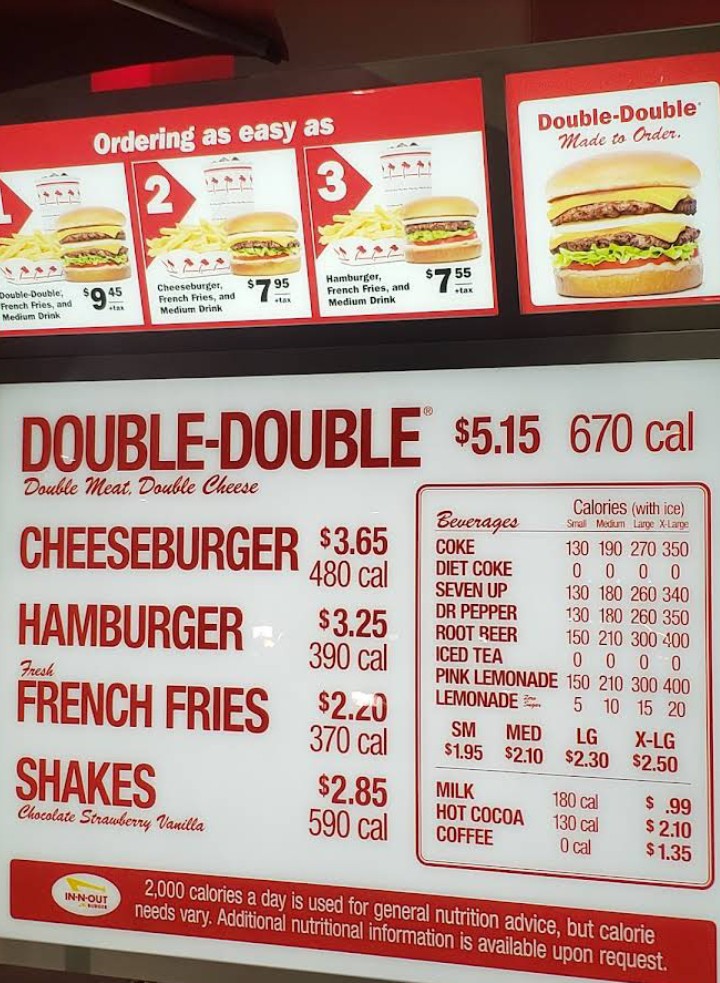 Ordering as easy as
1
Double-Double,
French Fries, and
Medium Drink
$9 45
+tax
2
Cheeseburger,
French Fries, and
Medium Drink
$7 95
+tax
3
Hamburger,
French Fries, and
Medium Drink
$7 55
+tax
Double-Double®
Made to Order.
DOUBLE-DOUBLE® $5.15 670 cal
Double Meat, Double Cheese
CHEESEBURGER $3.65
480 cal
HAMBURGER $3.25
390 cal
Fresh
FRENCH FRIES $2.20
370 cal
SHAKES $2.85
Chocolate Strawberry Vanilla 590 cal
Calories (with ice)
Beverages Small Medium Large X-Large
COKE 130 190 270 350
DIET COKE 0 0 0 0
SEVEN UP 130 180 260 340
DR PEPPER 130 180 260 350
ROOT BEER 150 210 300 400
ICED TEA 0 0 0 0
PINK LEMONADE 150 210 300 400
LEMONADE Zero Sugar 5 10 15 20
SM MED LG X-LG
$1.95 $2.10 $2.30 $2.50
MILK 180 cal $ .99
HOT COCOA 130 cal $2.10
COFFEE 0 cal $1.35
IN-N-OUT
BURGER
2,000 calories a day is used for general nutrition advice, but calorie
needs vary. Additional nutritional information is available upon request.